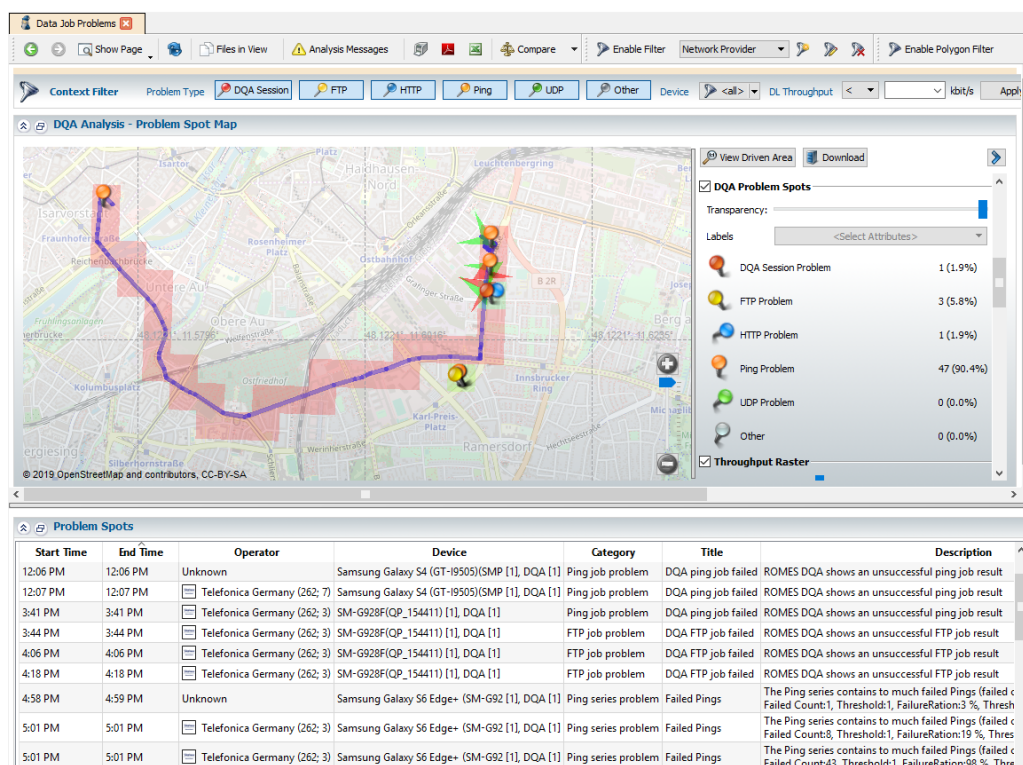 Data Job Problems
Show Page Files in View Analysis Messages Compare Enable Filter Network Provider Enable Polygon Filter
Context Filter Problem Type DQA Session FTP HTTP Ping UDP Other Device <all> DL Throughput < kbit/s Apply
DQA Analysis - Problem Spot Map
View Driven Area Download
DQA Problem Spots
Transparency:
Labels <Select Attributes>
DQA Session Problem 1 (1.9%)
FTP Problem 3 (5.8%)
HTTP Problem 1 (1.9%)
Ping Problem 47 (90.4%)
UDP Problem 0 (0.0%)
Other 0 (0.0%)
Throughput Raster
Platz
Isartor
Haidhausen-
Nord
Leuchtenbergring
Isarvorstadt
Orleansstraße
Fraunhoferstraße
Rosenheimer
Platz
Reichenbachbrücke
Ostbahnhof
Untere Au
Grafinger Straße
B 2R
Frühlingsanlagen
Obere Au
Berg a
Wellenstraße
Kolumbusplatz
Ostfriedhof
Innsbrucker
Ring
Karl-Preis-
Platz
Michaelib
Ramersdorf
Hechtseestraße
Werinherstraße
ergiesing
Silberhornstraße
© 2019 OpenStreetMap and contributors, CC-BY-SA
Problem Spots
Start Time End Time Operator Device Category Title Description
12:06 PM 12:06 PM Unknown Samsung Galaxy S4 (GT-I9505)(SMP [1], DQA [1] Ping job problem DQA ping job failed ROMES DQA shows an unsuccessful ping job result
12:07 PM 12:07 PM Telefonica Germany (262; 7) Samsung Galaxy S4 (GT-I9505)(SMP [1], DQA [1] Ping job problem DQA ping job failed ROMES DQA shows an unsuccessful ping job result
3:41 PM 3:41 PM Telefonica Germany (262; 3) SM-G928F(QP_154411) [1], DQA [1] Ping job problem DQA ping job failed ROMES DQA shows an unsuccessful ping job result
3:44 PM 3:44 PM Telefonica Germany (262; 3) SM-G928F(QP_154411) [1], DQA [1] FTP job problem DQA FTP job failed ROMES DQA shows an unsuccessful FTP job result
4:06 PM 4:06 PM Telefonica Germany (262; 3) SM-G928F(QP_154411) [1], DQA [1] FTP job problem DQA FTP job failed ROMES DQA shows an unsuccessful FTP job result
4:18 PM 4:18 PM Telefonica Germany (262; 3) SM-G928F(QP_154411) [1], DQA [1] FTP job problem DQA FTP job failed ROMES DQA shows an unsuccessful FTP job result
4:58 PM 4:59 PM Unknown Samsung Galaxy S6 Edge+ (SM-G92 [1], DQA [1] Ping series problem Failed Pings The Ping series contains to much failed Pings (failed c
Failed Count:1, Threshold:1, FailureRation:3 %, Thresh
5:01 PM 5:01 PM Telefonica Germany (262; 3) Samsung Galaxy S6 Edge+ (SM-G92 [1], DQA [1] Ping series problem Failed Pings The Ping series contains to much failed Pings (failed c
Failed Count:8, Threshold:1, FailureRation:19 %, Thres
5:01 PM 5:01 PM Telefonica Germany (262; 3) Samsung Galaxy S6 Edge+ (SM-G92 [1], DQA [1] Ping series problem Failed Pings The Ping series contains to much failed Pings (failed c
Failed Count:43, Threshold:1, FailureRation:98 %, Thre